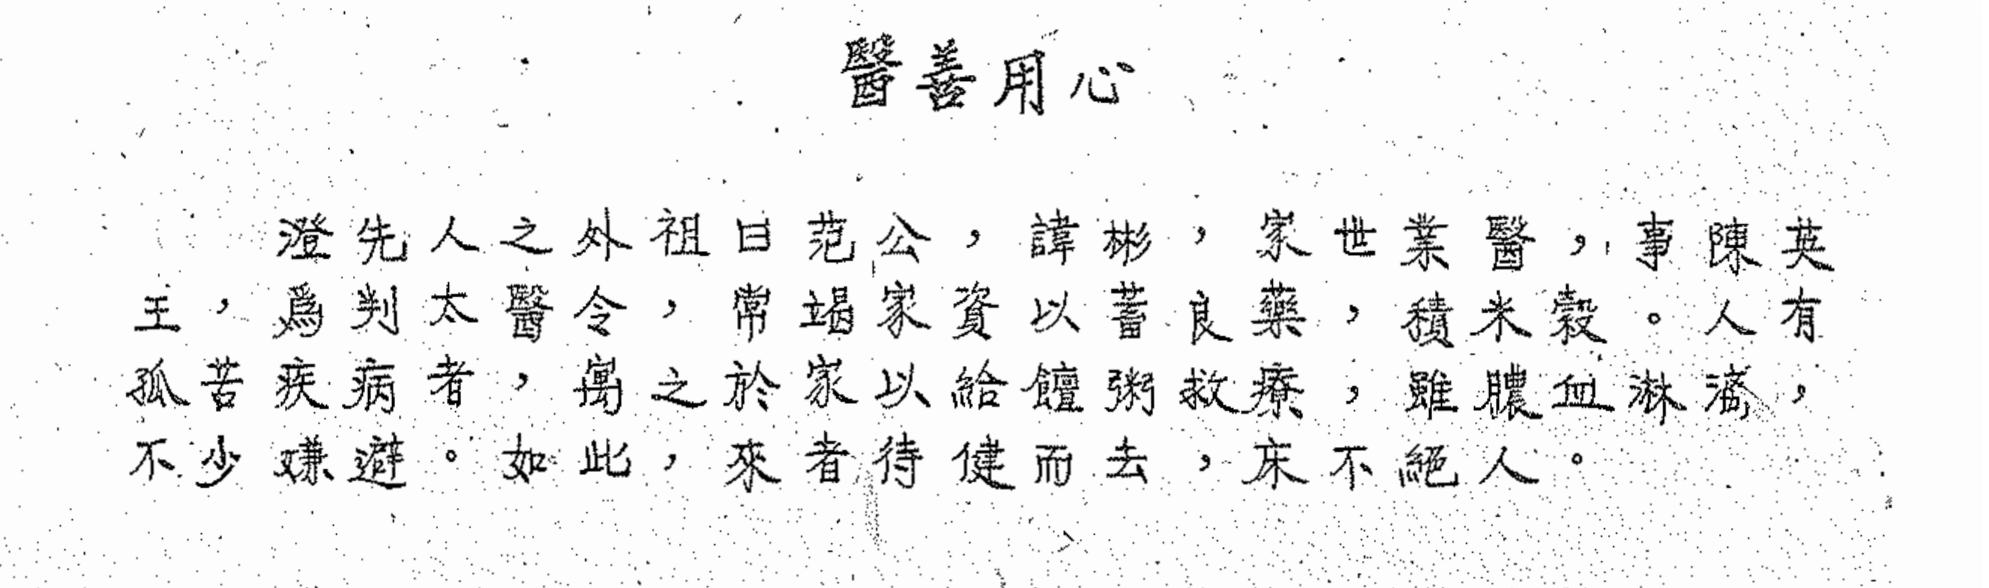 醫善用心
澄先人之外祖曰范公，諱彬，家世業醫，事陳英
王，爲判太醫令，常竭家資以蓄良藥，積米穀。人有
孤苦疾病者，寓之於家以給饘粥救療，雖膿血淋漓，
不少嫌避。如此，來者待健而去，床不絕人。